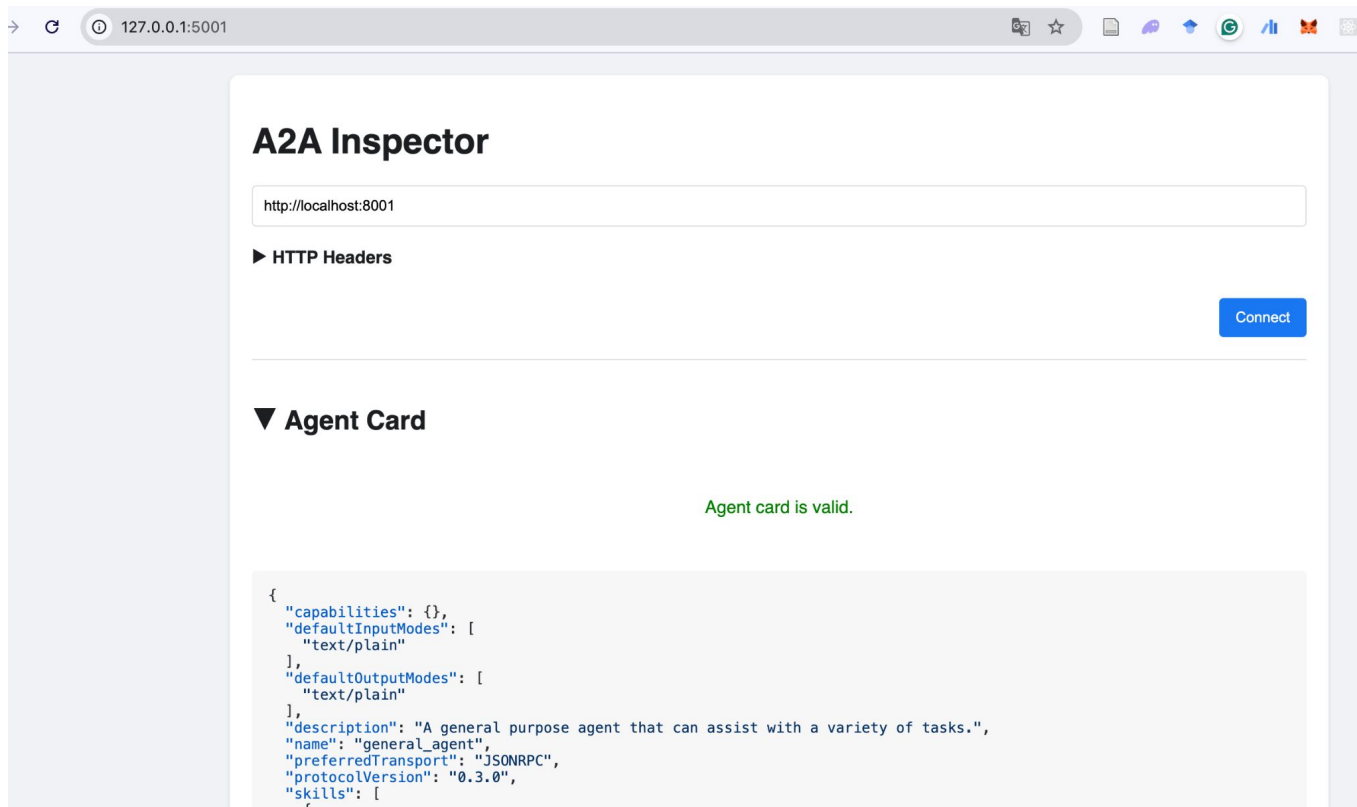 127.0.0.1:5001
A2A Inspector
http://localhost:8001
▶ HTTP Headers
Connect
▼ Agent Card
Agent card is valid.
{
  "capabilities": {},
  "defaultInputModes": [
    "text/plain"
  ],
  "defaultOutputModes": [
    "text/plain"
  ],
  "description": "A general purpose agent that can assist with a variety of tasks.",
  "name": "general_agent",
  "preferredTransport": "JSONRPC",
  "protocolVersion": "0.3.0",
  "skills": [
    {